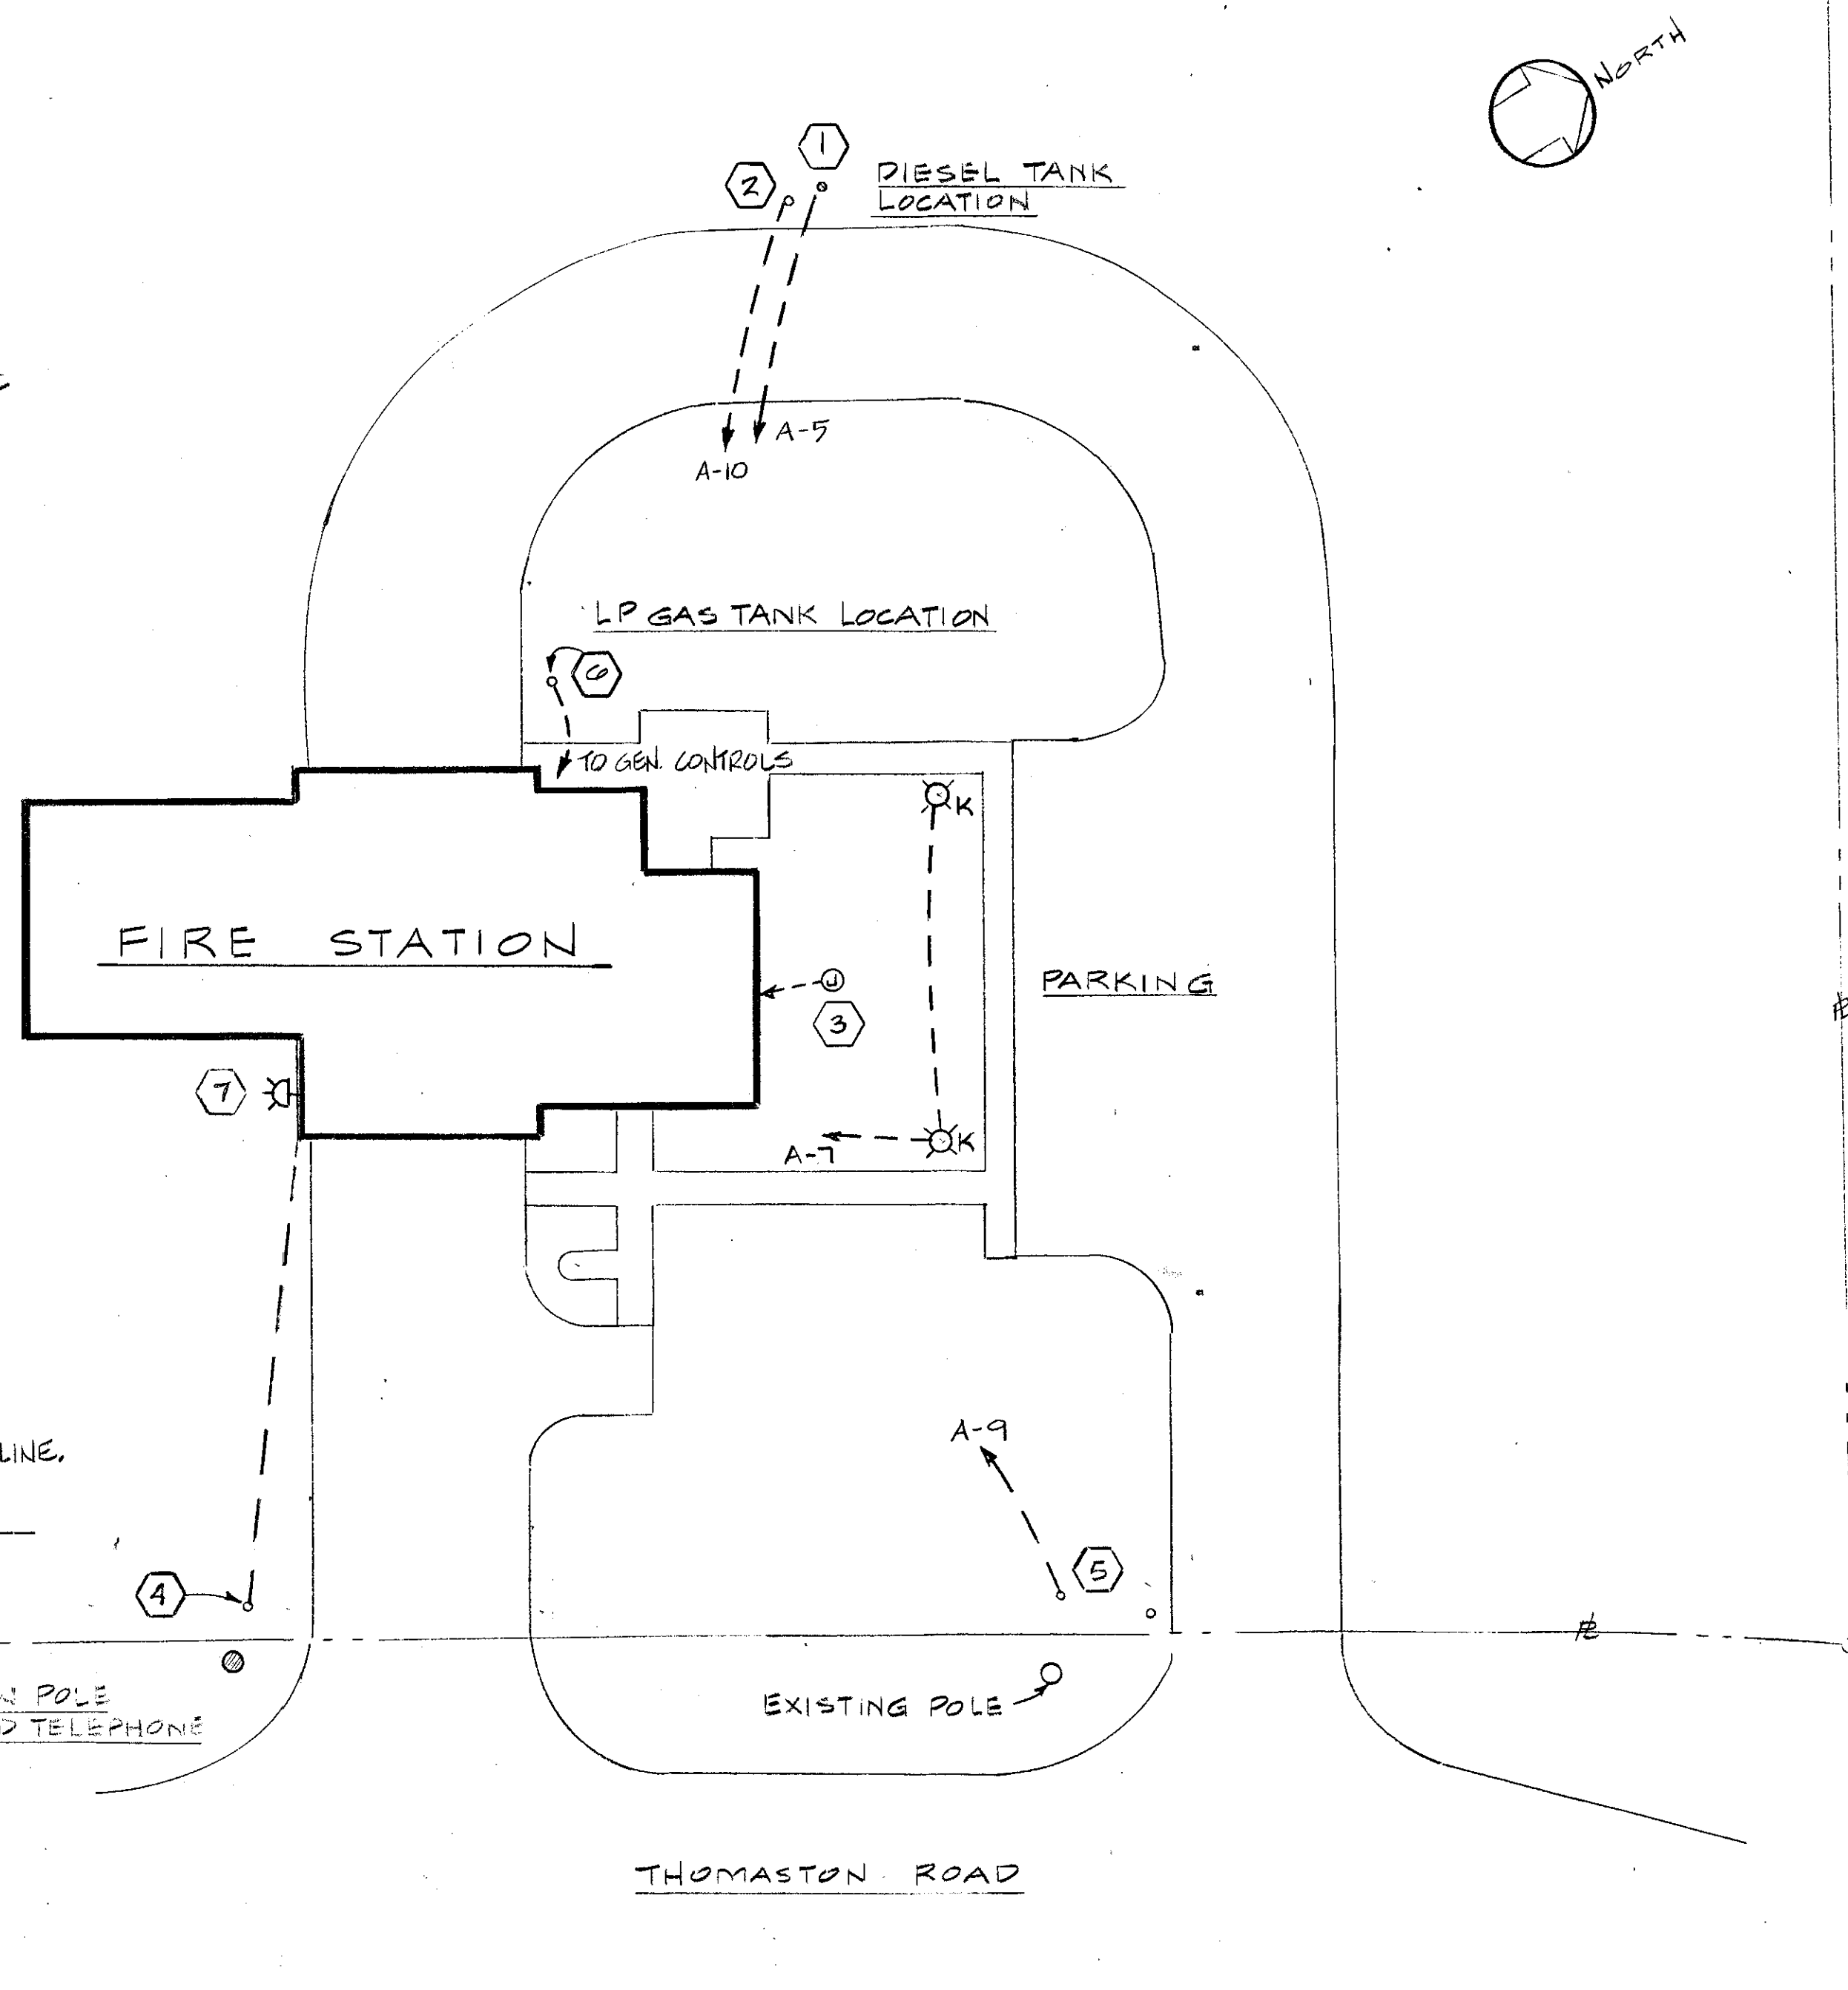 NORTH
1
2
DIESEL TANK
LOCATION
A-5
A-10
LP GAS TANK LOCATION
6
TO GEN. CONTROLS
K
FIRE STATION
J
3
PARKING
7
K
A-7
A-9
LINE.
5
4
POLE
EXISTING POLE
TELEPHONE
THOMASTON ROAD